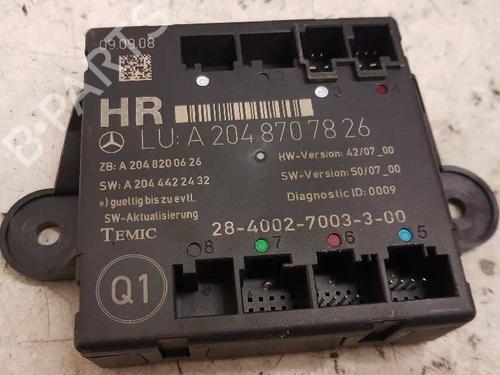 09.09.08
1 2 3 4
HR
LU: A 204 870 78 26
ZB: A 204 820 06 26
HW-Version: 42/07_00
SW: A 204 442 24 32
SW-Version: 50/07_00
*) gueltig bis zu evtl.
Diagnostic ID: 0009
SW-Aktualisierung
TEMIC
28-4002-7003-3-00
8 7 6 5
Q1
B-PARTS